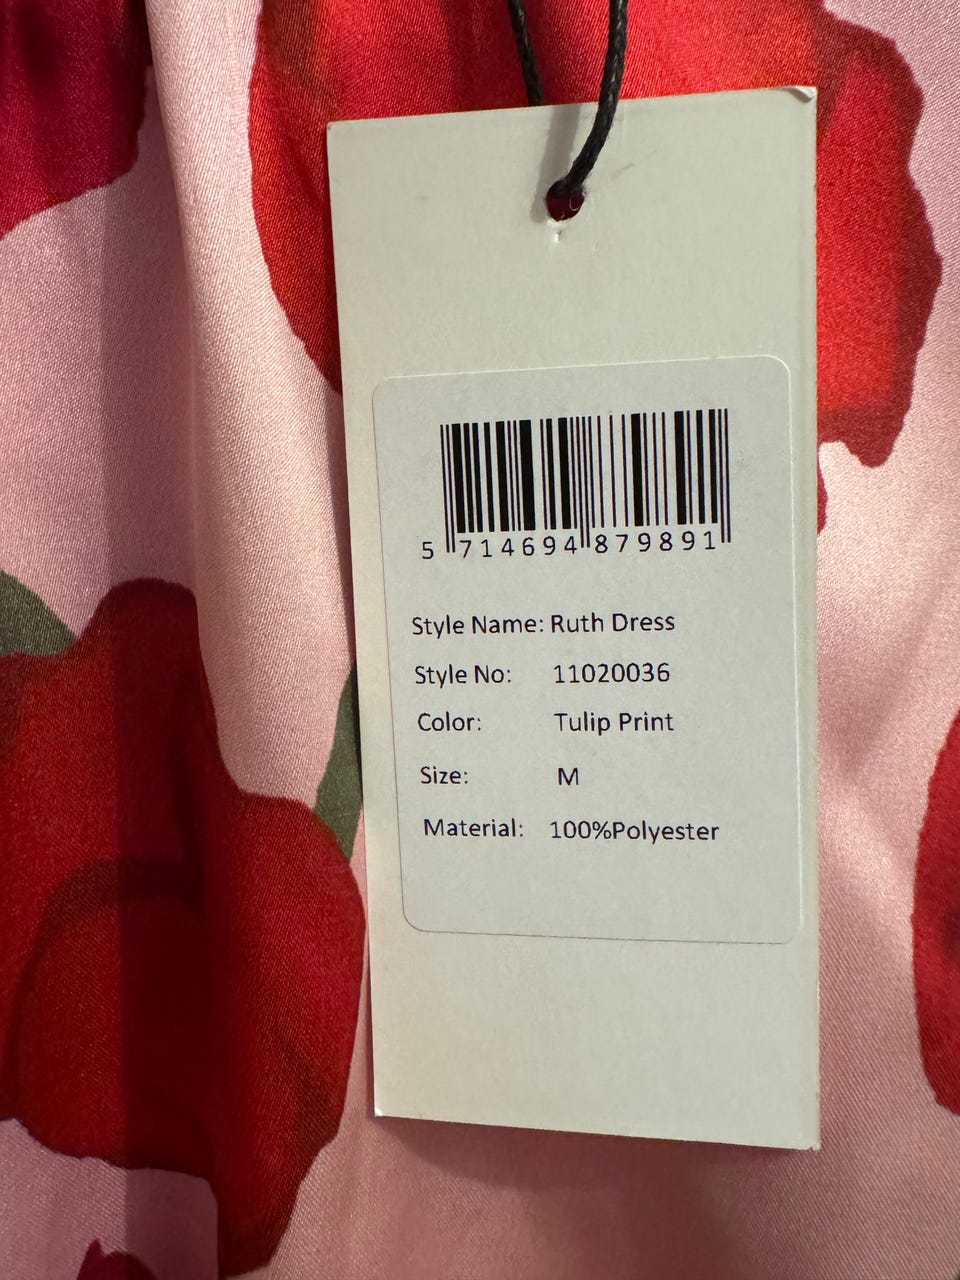 5 714694 879891
Style Name: Ruth Dress
Style No: 11020036
Color: Tulip Print
Size: M
Material: 100%Polyester